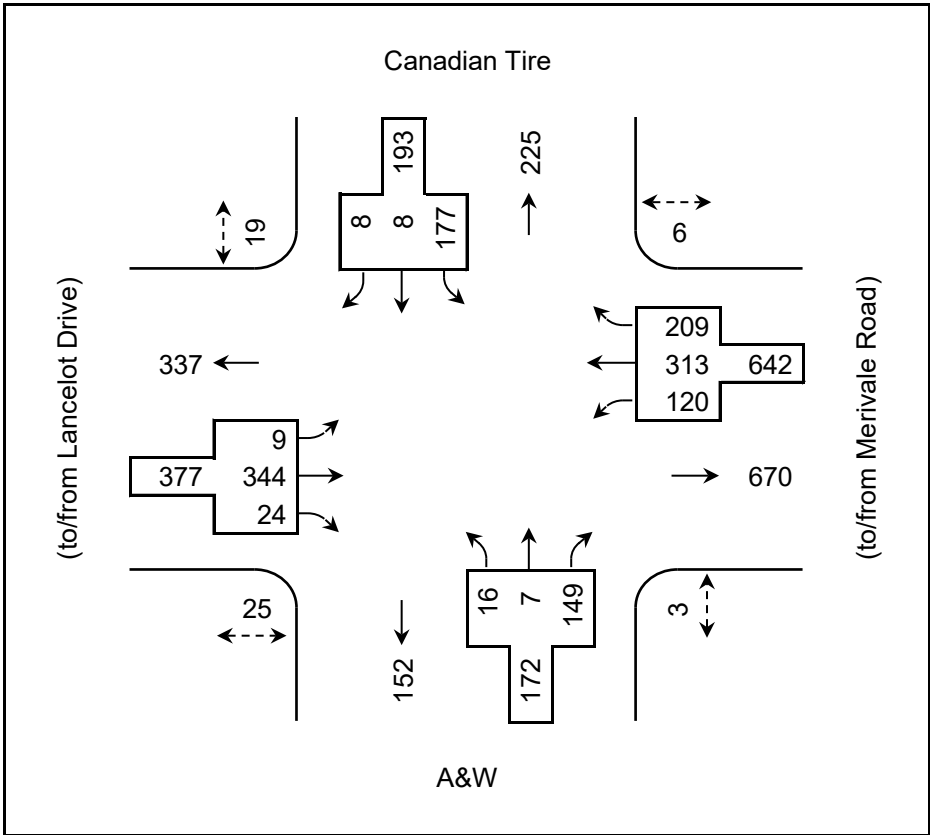 Canadian Tire
193
225
8 8 177
19
6
(to/from Lancelot Drive)
(to/from Merivale Road)
209
337
313 642
120
9
377 344
670
24
16 7 149
25
3
152
172
A&W